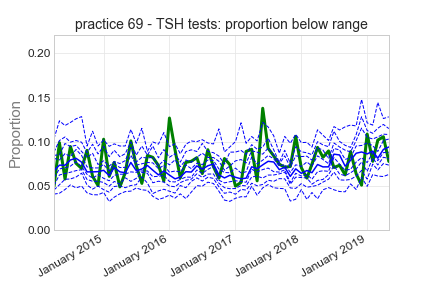 practice 69 - TSH tests: proportion below range
Proportion
0.20
0.15
0.10
0.05
0.00
January 2015
January 2016
January 2017
January 2018
January 2019